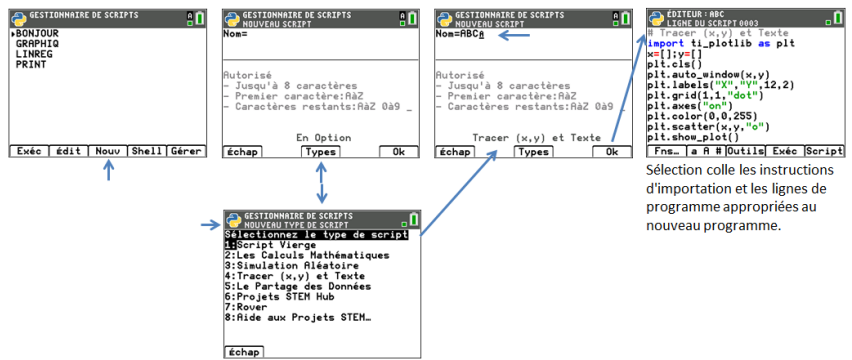 GESTIONNAIRE DE SCRIPTS
▸BONJOUR
GRAPHIQ
LINREG
PRINT
Exéc Édit Nouv Shell Gérer
GESTIONNAIRE DE SCRIPTS
NOUVEAU SCRIPT
Nom=
Autorisé
- Jusqu'à 8 caractères
- Premier caractère:AàZ
- Caractères restants:AàZ 0à9 _
En Option
Échap Types Ok
GESTIONNAIRE DE SCRIPTS
NOUVEAU SCRIPT
Nom=ABCA
Autorisé
- Jusqu'à 8 caractères
- Premier caractère:AàZ
- Caractères restants:AàZ 0à9 _
Tracer (x,y) et Texte
Échap Types Ok
ÉDITEUR : ABC
LIGNE DU SCRIPT 0003
# Tracer (x,y) et Texte
import ti_plotlib as plt
x=[];y=[]
plt.cls()
plt.auto_window(x,y)
plt.labels("X","Y",12,2)
plt.grid(1,1,"dot")
plt.axes("on")
plt.color(0,0,255)
plt.scatter(x,y,"o")
plt.show_plot()
Fns… a A # Outils Exéc Script
Sélection colle les instructions
d'importation et les lignes de
programme appropriées au
nouveau programme.
GESTIONNAIRE DE SCRIPTS
NOUVEAU TYPE DE SCRIPT
Sélectionnez le type de script
1:Script Vierge
2:Les Calculs Mathématiques
3:Simulation Aléatoire
4:Tracer (x,y) et Texte
5:Le Partage des Données
6:Projets STEM Hub
7:Rover
8:Aide aux Projets STEM…
Échap